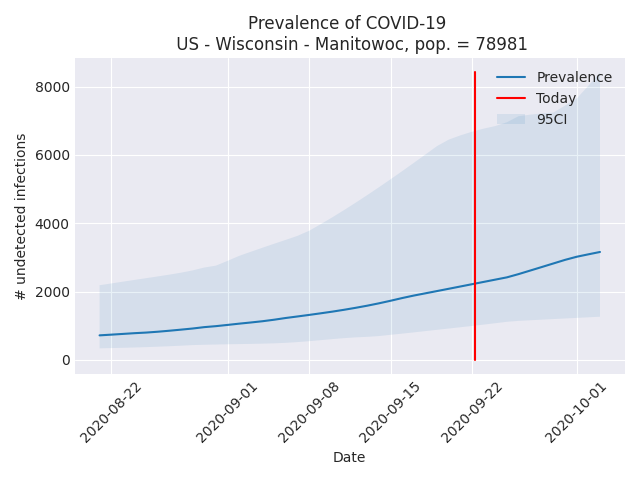 Prevalence of COVID-19
US - Wisconsin - Manitowoc, pop. = 78981
Prevalence
Today
95CI
8000
6000
4000
2000
0
# undetected infections
2020-08-22
2020-09-01
2020-09-08
2020-09-15
2020-09-22
2020-10-01
Date